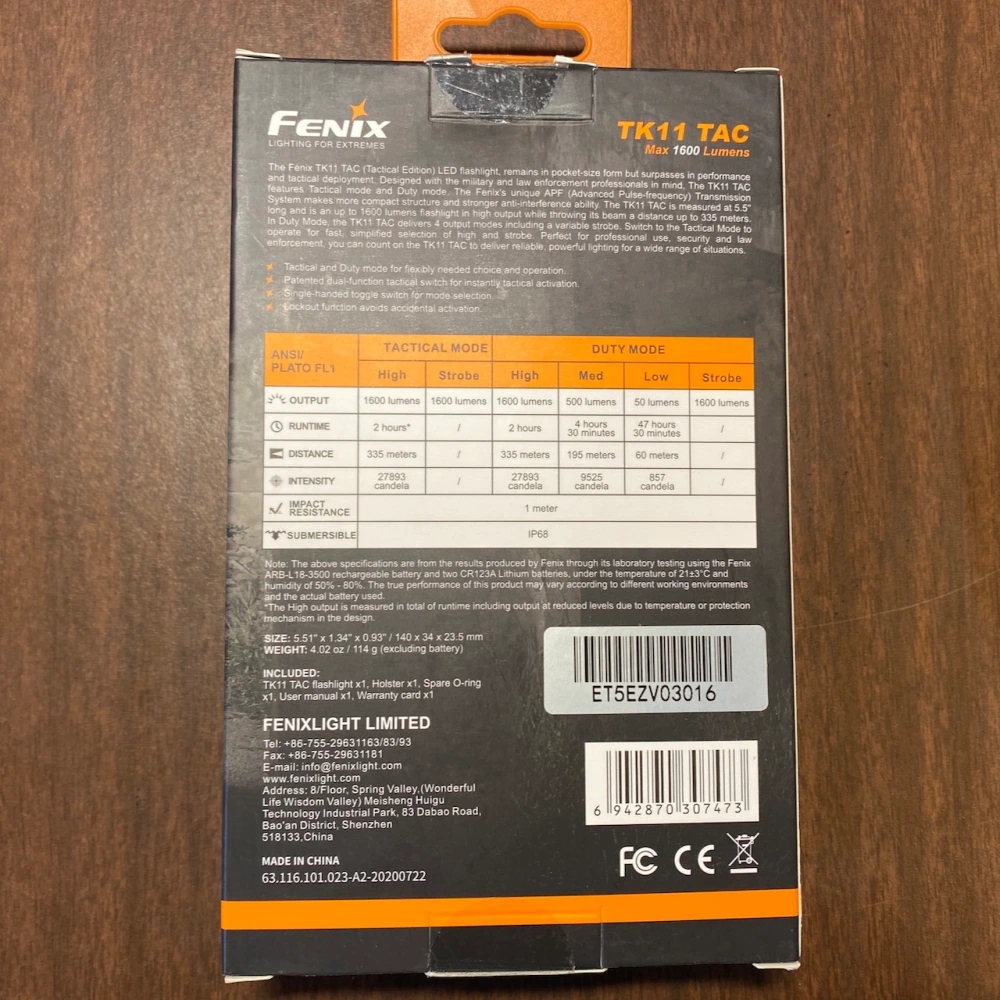 FENIX
LIGHTING FOR EXTREMES
TK11 TAC
Max 1600 Lumens
The Fenix TK11 TAC (Tactical Edition) LED flashlight, remains in pocket-size form but surpasses in performance
and tactical deployment. Designed with the military and law enforcement professionals in mind, The TK11 TAC
features Tactical mode and Duty mode. The Fenix's unique APF (Advanced Pulse-frequency) Transmission
System makes more compact structure and stronger anti-interference ability. The TK11 TAC is measured at 5.5"
long and is an up to 1600 lumens flashlight in high output while throwing its beam a distance up to 335 meters.
In Duty Mode, the TK11 TAC delivers 4 output modes including a variable strobe. Switch to the Tactical Mode to
operate for fast, simplified selection of high and strobe. Perfect for professional use, security and law
enforcement, you can count on the TK11 TAC to deliver reliable, powerful lighting for a wide range of situations.
Tactical and Duty mode for flexibly needed choice and operation.
Patented dual-function tactical switch for instantly tactical activation.
Single-handed toggle switch for mode selection.
Lockout function avoids accidental activation.
ANSI/
PLATO FL1
TACTICAL MODE
DUTY MODE
High Strobe High Med Low Strobe
OUTPUT 1600 lumens 1600 lumens 1600 lumens 500 lumens 50 lumens 1600 lumens
RUNTIME 2 hours* / 2 hours 4 hours 30 minutes 47 hours 30 minutes /
DISTANCE 335 meters / 335 meters 195 meters 60 meters /
INTENSITY 27893 candela / 27893 candela 9525 candela 857 candela /
IMPACT
RESISTANCE 1 meter
SUBMERSIBLE IP68
Note: The above specifications are from the results produced by Fenix through its laboratory testing using the Fenix
ARB-L18-3500 rechargeable battery and two CR123A Lithium batteries, under the temperature of 21±3°C and
humidity of 50% - 80%. The true performance of this product may vary according to different working environments
and the actual battery used.
*The High output is measured in total of runtime including output at reduced levels due to temperature or protection
mechanism in the design.
SIZE: 5.51" x 1.34" x 0.93" / 140 x 34 x 23.5 mm
WEIGHT: 4.02 oz / 114 g (excluding battery)
INCLUDED:
TK11 TAC flashlight x1, Holster x1, Spare O-ring
x1, User manual x1, Warranty card x1
ET5EZV03016
FENIXLIGHT LIMITED
Tel: +86-755-29631163/83/93
Fax: +86-755-29631181
E-mail: info@fenixlight.com
www.fenixlight.com
Address: 8/Floor, Spring Valley,(Wonderful
Life Wisdom Valley) Meisheng Huigu
Technology Industrial Park, 83 Dabao Road,
Bao'an District, Shenzhen
518133,China
6 942870 307473
MADE IN CHINA
63.116.101.023-A2-20200722
FC CE